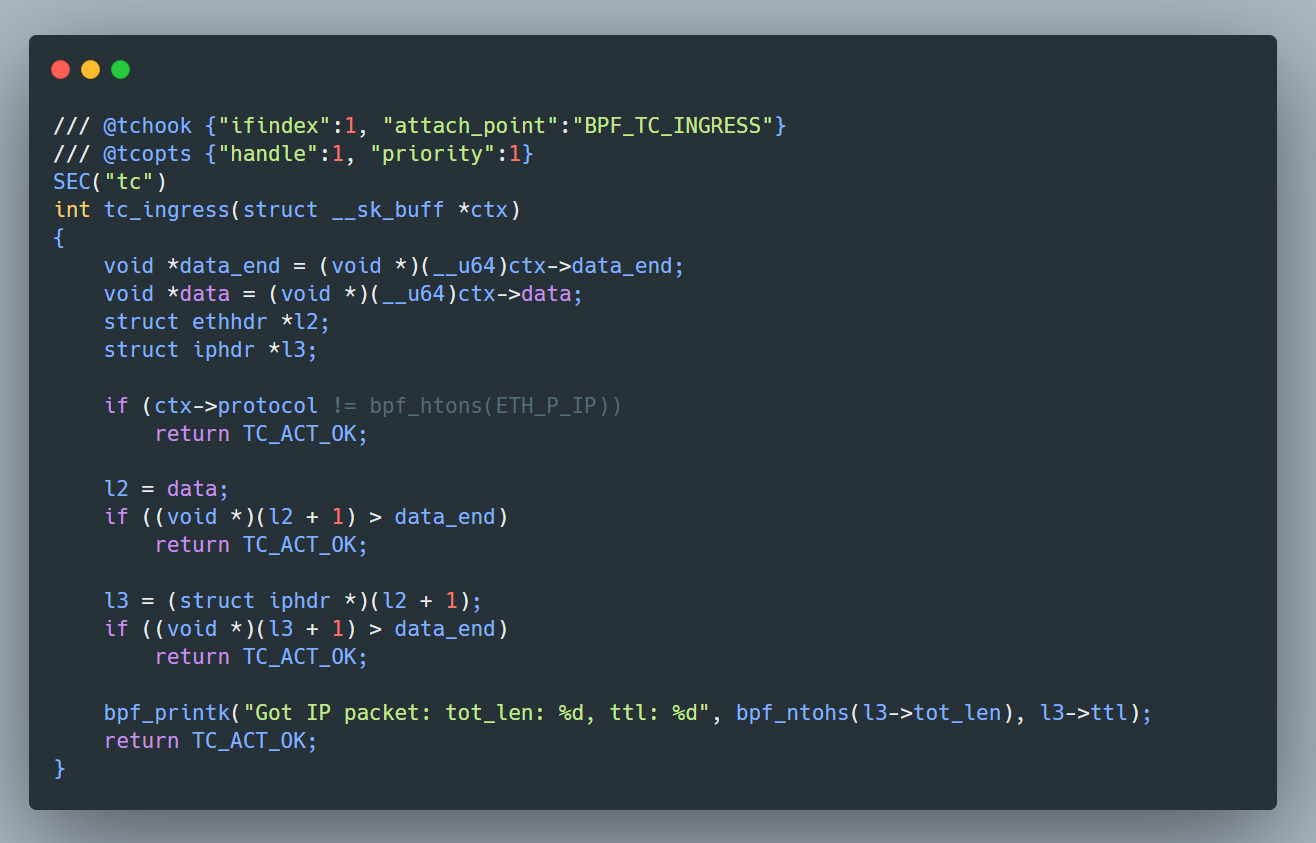 /// @tchook {"ifindex":1, "attach_point":"BPF_TC_INGRESS"}
/// @tcopts {"handle":1, "priority":1}
SEC("tc")
int tc_ingress(struct __sk_buff *ctx)
{
    void *data_end = (void *)(__u64)ctx->data_end;
    void *data = (void *)(__u64)ctx->data;
    struct ethhdr *l2;
    struct iphdr *l3;

    if (ctx->protocol != bpf_htons(ETH_P_IP))
        return TC_ACT_OK;

    l2 = data;
    if ((void *)(l2 + 1) > data_end)
        return TC_ACT_OK;

    l3 = (struct iphdr *)(l2 + 1);
    if ((void *)(l3 + 1) > data_end)
        return TC_ACT_OK;

    bpf_printk("Got IP packet: tot_len: %d, ttl: %d", bpf_ntohs(l3->tot_len), l3->ttl);
    return TC_ACT_OK;
}